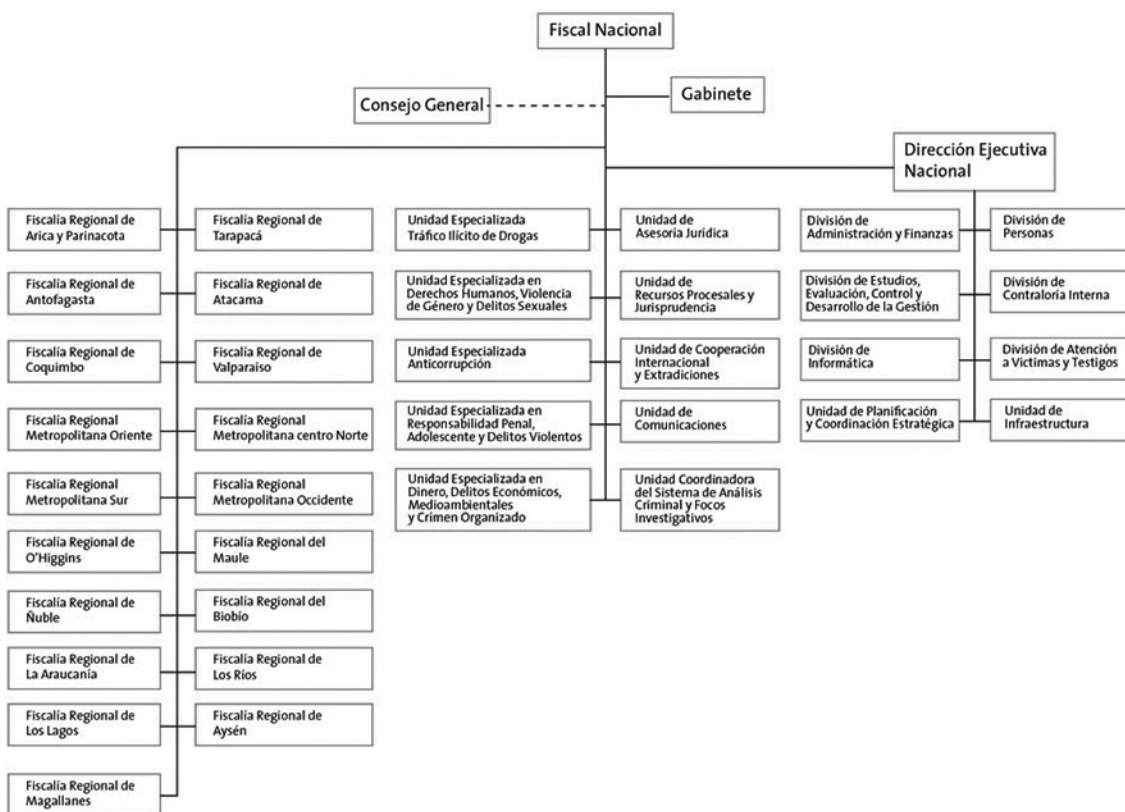 Fiscal Nacional
Gabinete
Consejo General
Dirección Ejecutiva
Nacional
Fiscalía Regional de
Arica y Parinacota
Fiscalía Regional de
Tarapacá
Unidad Especializada
Tráfico Ilícito de Drogas
Unidad de
Asesoría Jurídica
División de
Administración y Finanzas
División de
Personas
Fiscalía Regional de
Antofagasta
Fiscalía Regional de
Atacama
Unidad Especializada en
Derechos Humanos, Violencia
de Género y Delitos Sexuales
Unidad de
Recursos Procesales y
Jurisprudencia
División de Estudios,
Evaluación, Control y
Desarrollo de la Gestión
División de
Contraloría Interna
Fiscalía Regional de
Coquimbo
Fiscalía Regional de
Valparaíso
Unidad Especializada
Anticorrupción
Unidad de Cooperación
Internacional
y Extradiciones
División de
Informática
División de Atención
a Victimas y Testigos
Fiscalía Regional
Metropolitana Oriente
Fiscalía Regional
Metropolitana centro Norte
Unidad Especializada en
Responsabilidad Penal,
Adolescente y Delitos Violentos
Unidad de
Comunicaciones
Unidad de Planificación
y Coordinación Estratégica
Unidad de
Infraestructura
Fiscalía Regional
Metropolitana Sur
Fiscalía Regional
Metropolitana Occidente
Unidad Especializada en
Dinero, Delitos Económicos,
Medioambientales
y Crimen Organizado
Unidad Coordinadora
del Sistema de Análisis
Criminal y Focos
Investigativos
Fiscalía Regional de
O'Higgins
Fiscalía Regional del
Maule
Fiscalía Regional de
Ñuble
Fiscalía Regional del
Biobío
Fiscalía Regional de
La Araucanía
Fiscalía Regional de
Los Ríos
Fiscalía Regional de
Los Lagos
Fiscalía Regional de
Aysén
Fiscalía Regional de
Magallanes